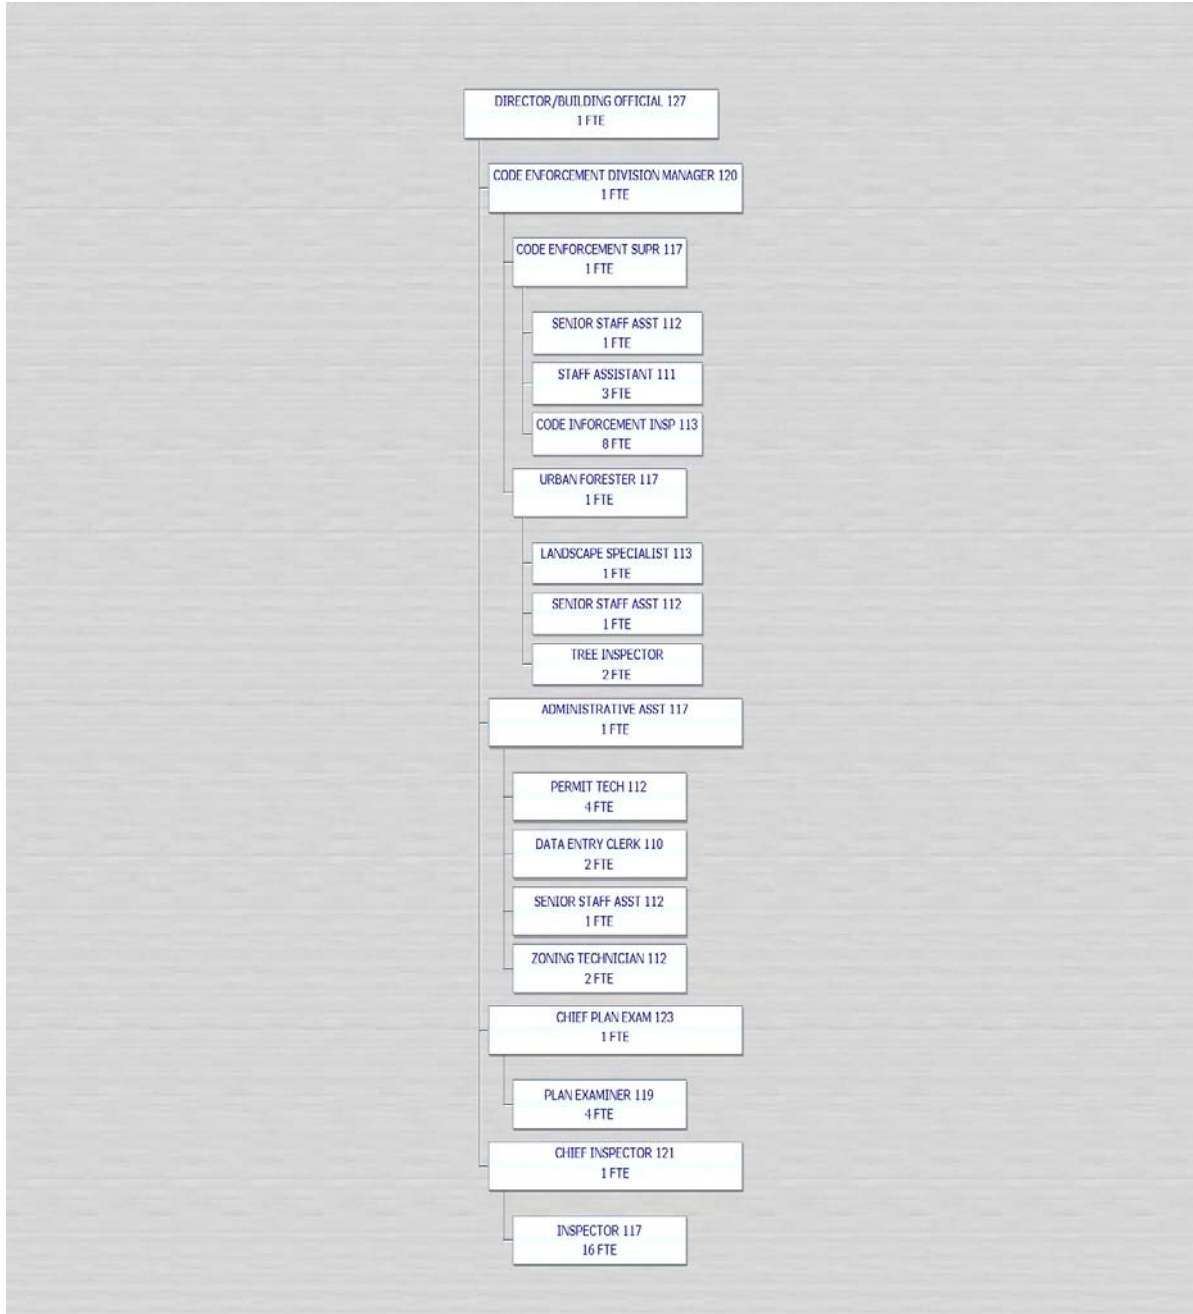 DIRECTOR/BUILDING OFFICIAL 127
1 FTE
CODE ENFORCEMENT DIVISION MANAGER 120
1 FTE
CODE ENFORCEMENT SUPR 117
1 FTE
SENIOR STAFF ASST 112
1 FTE
STAFF ASSISTANT 111
3 FTE
CODE INFORCEMENT INSP 113
8 FTE
URBAN FORESTER 117
1 FTE
LANDSCAPE SPECIALIST 113
1 FTE
SENIOR STAFF ASST 112
1 FTE
TREE INSPECTOR
2 FTE
ADMINISTRATIVE ASST 117
1 FTE
PERMIT TECH 112
4 FTE
DATA ENTRY CLERK 110
2 FTE
SENIOR STAFF ASST 112
1 FTE
ZONING TECHNICIAN 112
2 FTE
CHIEF PLAN EXAM 123
1 FTE
PLAN EXAMINER 119
4 FTE
CHIEF INSPECTOR 121
1 FTE
INSPECTOR 117
16 FTE